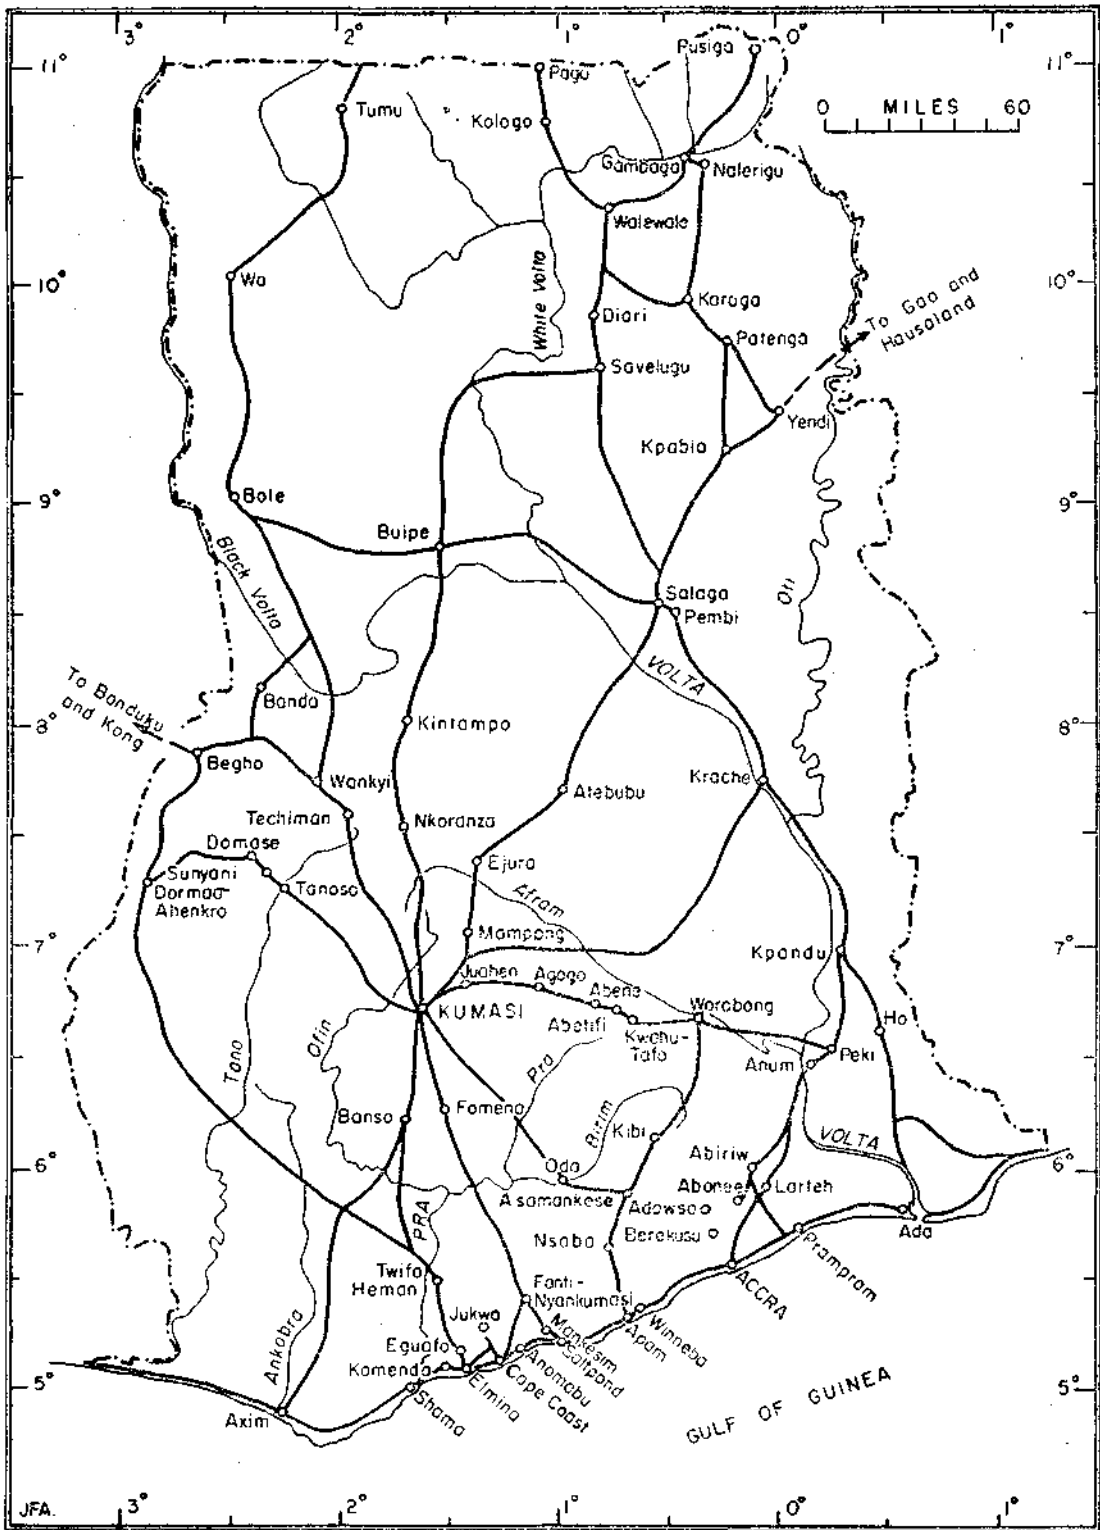 3°
2°
1°
0°
1°
11°
11°
Pusiga
Pagu
0 MILES 60
Tumu
Kologo
Gambaga
Nalerigu
Walewale
White Volta
Wa
10°
10°
To Gao and
Hausaland
Karaga
Diari
Patenga
Savelugu
Yendi
Kpabia
9°
9°
Bole
Buipe
Black Volta
Oti
Salaga
Pembi
VOLTA
To Banduku
and Kong
Banda
8°
8°
Kintampo
Begho
Wankyi
Krache
Atebubu
Techiman
Nkoranza
Domase
Sunyani
Dormaa-
Ahenkro
Tanoso
Ejura
Afram
Mampong
7°
7°
Kpandu
Juahen
Agogo
Abene
KUMASI
Abetifi
Worobong
Kwahu-
Tafo
Ho
Ofin
Tano
Pra
Anum
Peki
Banso
Fomena
Birim
Kibi
VOLTA
6°
6°
Abiriw
Oda
Asamankese
Abonee
Larteh
Adawso
PRA
Nsaba
Berekusu
Ada
Prampram
Twifo
Heman
Fanti-
Nyankumasi
ACCRA
Jukwa
Winneba
Apam
Mankesim
Saltpond
Eguafo
Anomabu
Ankobra
Komenda
Cape Coast
Elmina
Shama
5°
5°
Axim
GULF OF GUINEA
JFA.
3°
2°
1°
0°
1°